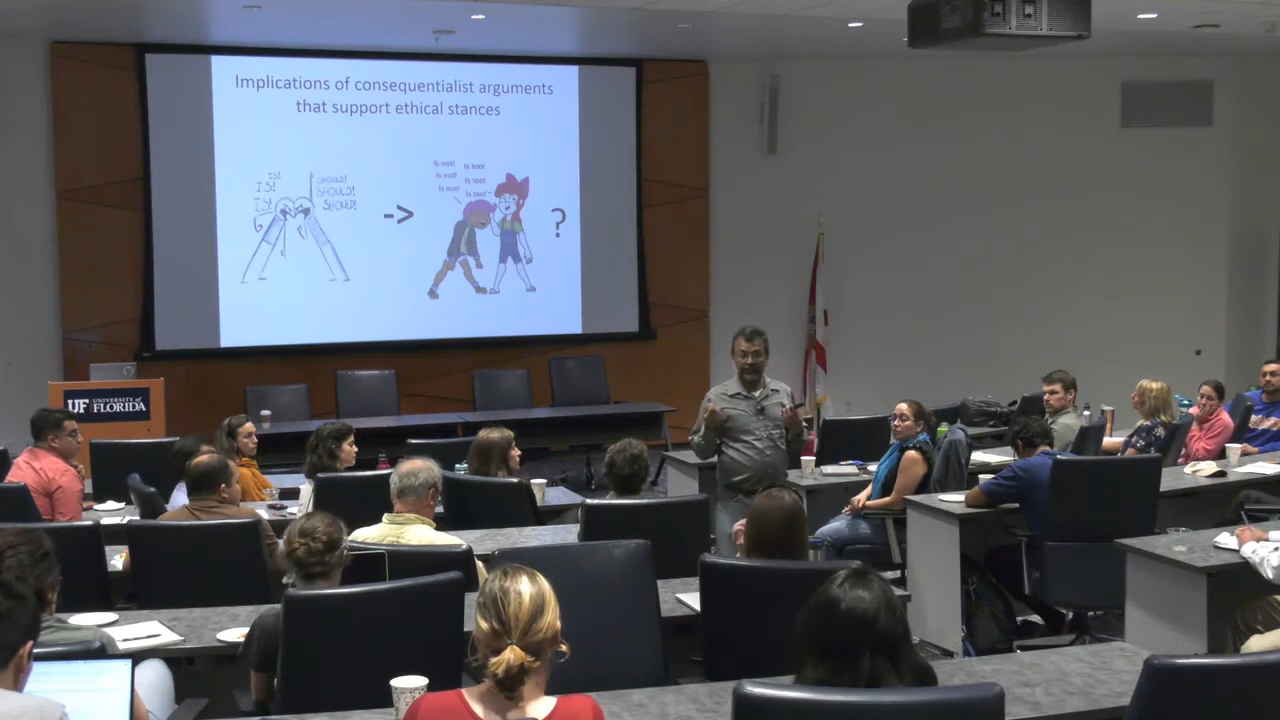 Implications of consequentialist arguments
that support ethical stances
IS!
IS!
IS!
SHOULD!
SHOULD!
SHOULD!
->
Is not! Is too!
Is not! Is too!
Is not! Is too!
?
UF UNIVERSITY of
FLORIDA